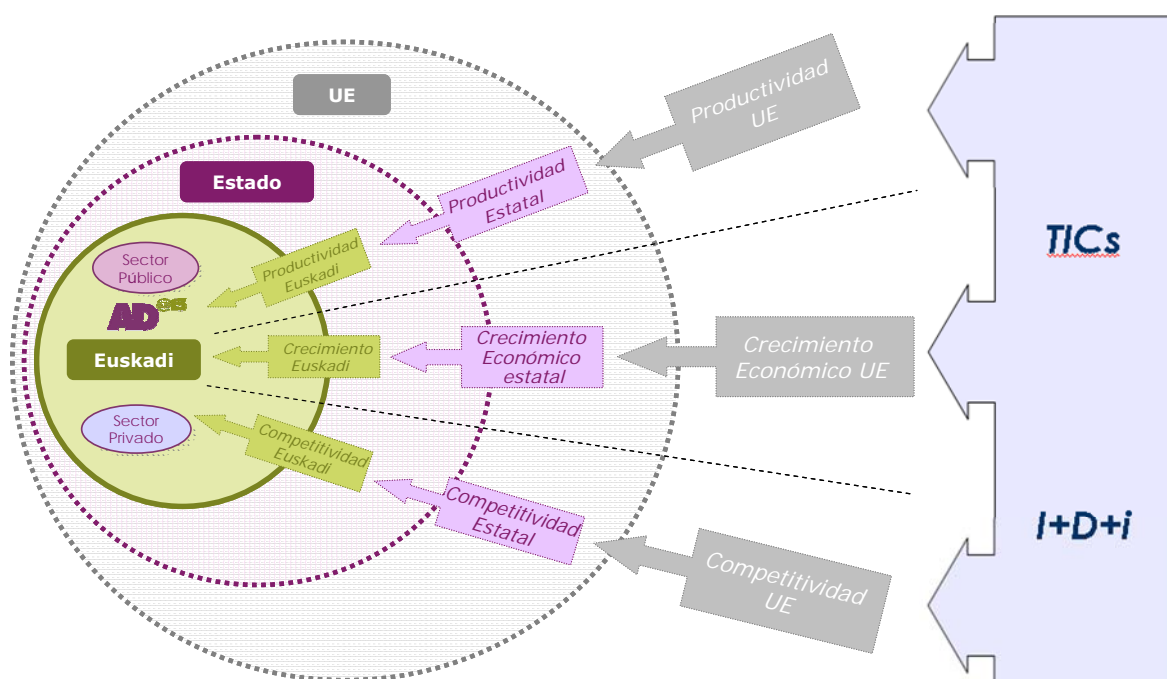 UE
Productividad
UE
Estado
Productividad
Estatal
Sector
Público
Productividad
Euskadi
AD
TICs
Euskadi
Crecimiento
Euskadi
Crecimiento
Económico
estatal
Crecimiento
Económico UE
Sector
Privado
Competitividad
Euskadi
Competitividad
Estatal
Competitividad
UE
I+D+i